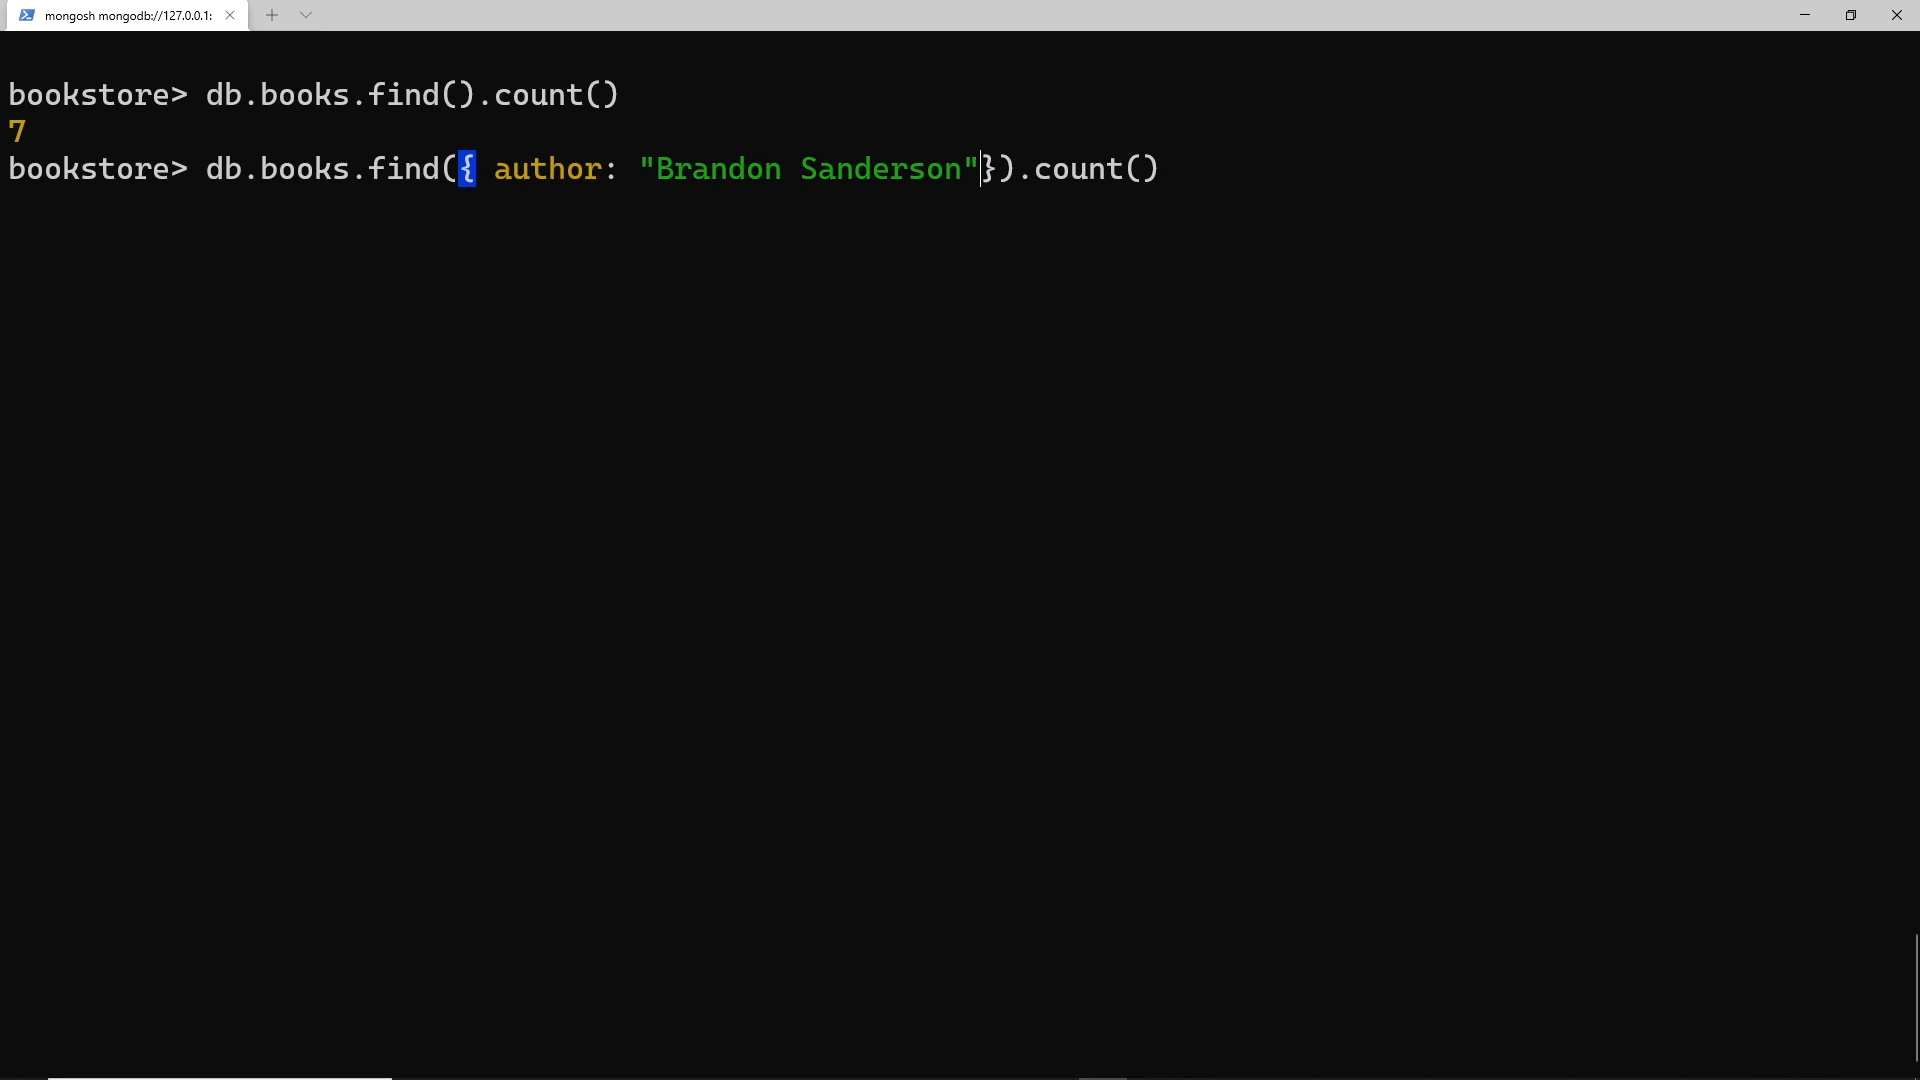 mongosh mongodb://127.0.0.1:
bookstore> db.books.find().count()
7
bookstore> db.books.find({ author: "Brandon Sanderson"}).count()